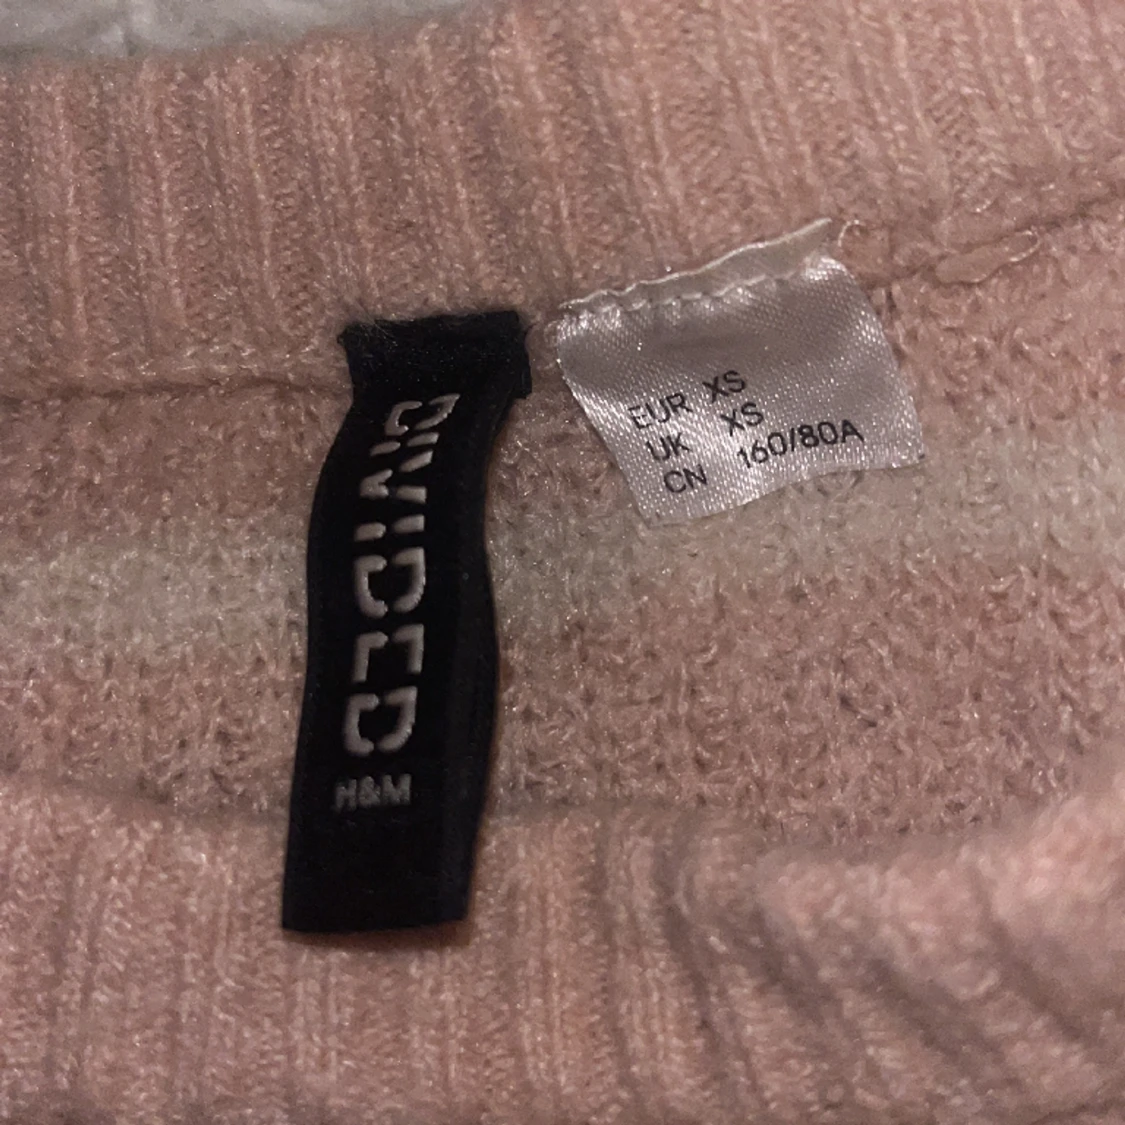 DIVIDED
H&M
EUR XS
UK XS
CN 160/80A